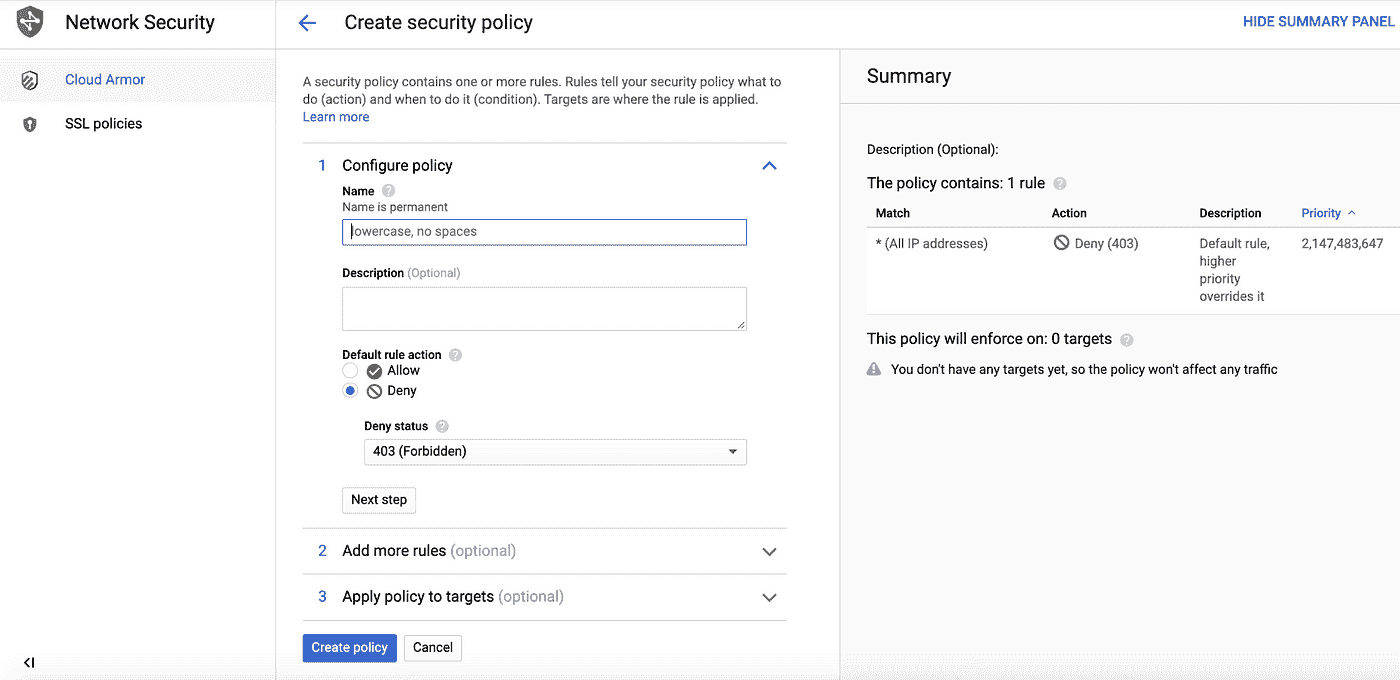 Network Security
Create security policy
HIDE SUMMARY PANEL
Cloud Armor
SSL policies
A security policy contains one or more rules. Rules tell your security policy what to
do (action) and when to do it (condition). Targets are where the rule is applied.
Learn more
1 Configure policy
Name ?
Name is permanent
lowercase, no spaces
Description (Optional)
Default rule action ?
Allow
Deny
Deny status ?
403 (Forbidden)
Next step
2 Add more rules (optional)
3 Apply policy to targets (optional)
Create policy Cancel
Summary
Description (Optional):
The policy contains: 1 rule ?
Match Action Description Priority
* (All IP addresses) Deny (403) Default rule, 2,147,483,647
higher
priority
overrides it
This policy will enforce on: 0 targets ?
You don't have any targets yet, so the policy won't affect any traffic